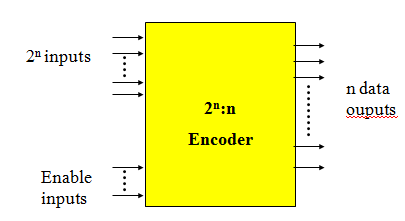 2ⁿ inputs
2ⁿ:n
Encoder
n data
ouputs
Enable
inputs